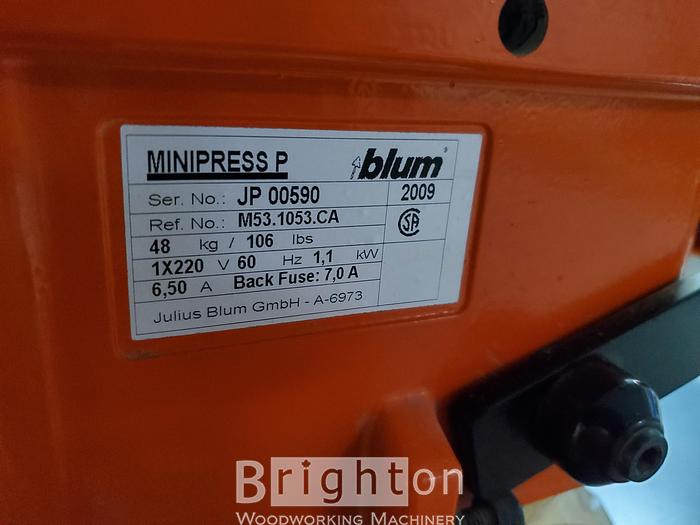 MINIPRESS P blum®
Ser. No.: JP 00590 2009
Ref. No.: M53.1053.CA
48 kg / 106 lbs
1X220 V 60 Hz 1,1 kW
6,50 A Back Fuse: 7,0 A
Julius Blum GmbH - A-6973
SA
Brighton
WOODWORKING MACHINERY